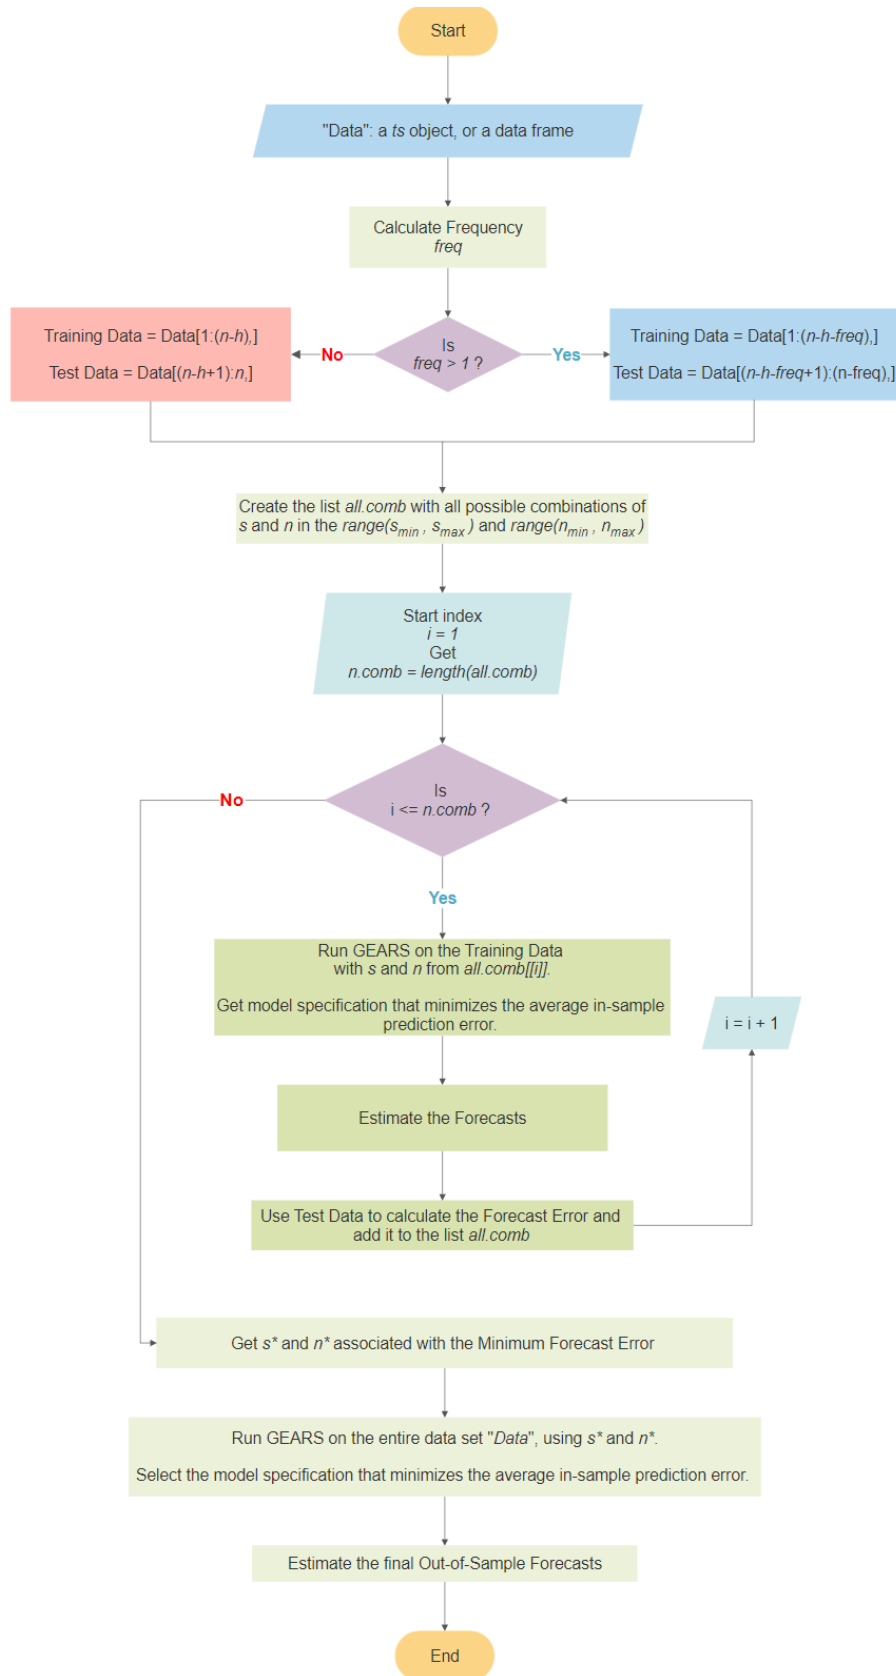 Start
"Data": a ts object, or a data frame
Calculate Frequency
freq
Is
freq > 1 ?
No
Yes
Training Data = Data[1:(n-h),]
Test Data = Data[(n-h+1):n,]
Training Data = Data[1:(n-h-freq),]
Test Data = Data[(n-h-freq+1):(n-freq),]
Create the list all.comb with all possible combinations of
s and n in the range(s_min , s_max ) and range(n_min , n_max )
Start index
i = 1
Get
n.comb = length(all.comb)
Is
i <= n.comb ?
No
Yes
Run GEARS on the Training Data
with s and n from all.comb[[i]].
Get model specification that minimizes the average in-sample
prediction error.
i = i + 1
Estimate the Forecasts
Use Test Data to calculate the Forecast Error and
add it to the list all.comb
Get s* and n* associated with the Minimum Forecast Error
Run GEARS on the entire data set "Data", using s* and n*.
Select the model specification that minimizes the average in-sample prediction error.
Estimate the final Out-of-Sample Forecasts
End